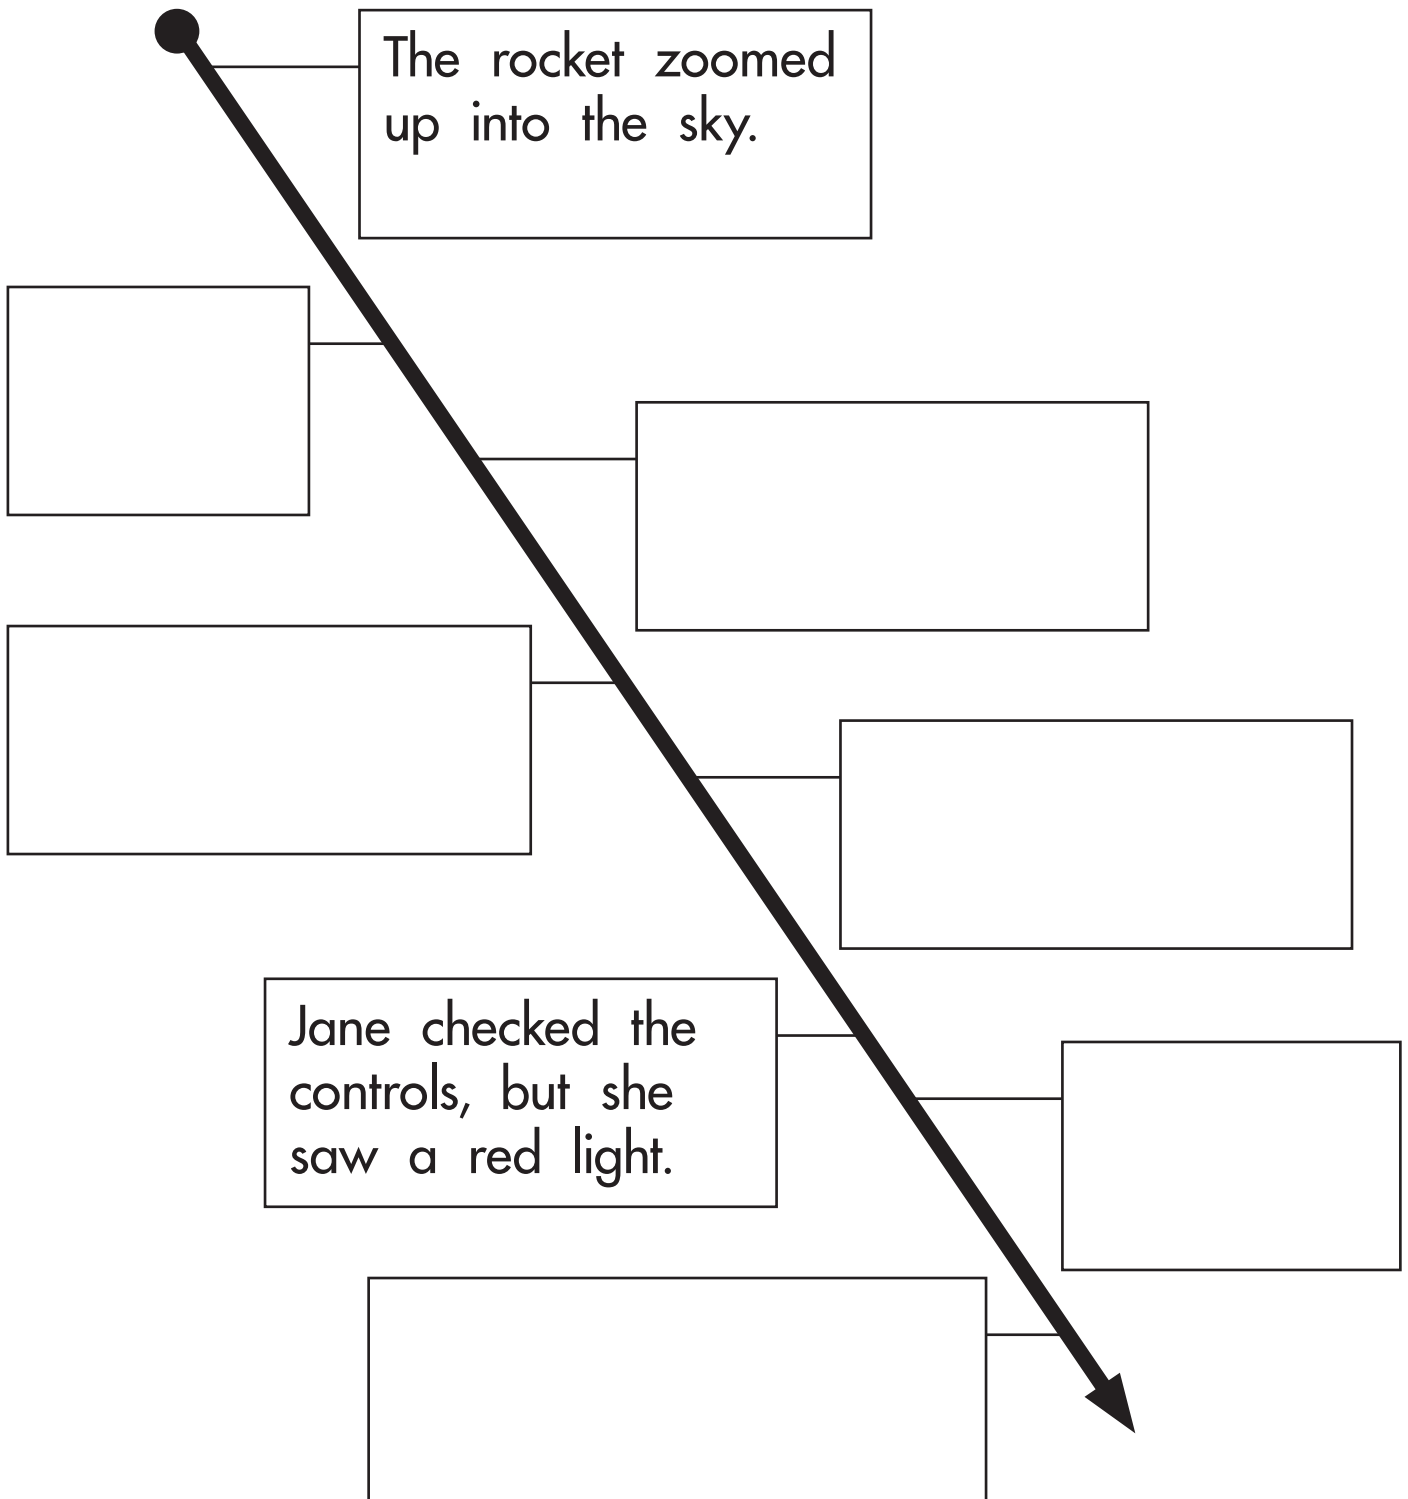 The rocket zoomed
up into the sky.
Jane checked the
controls, but she
saw a red light.